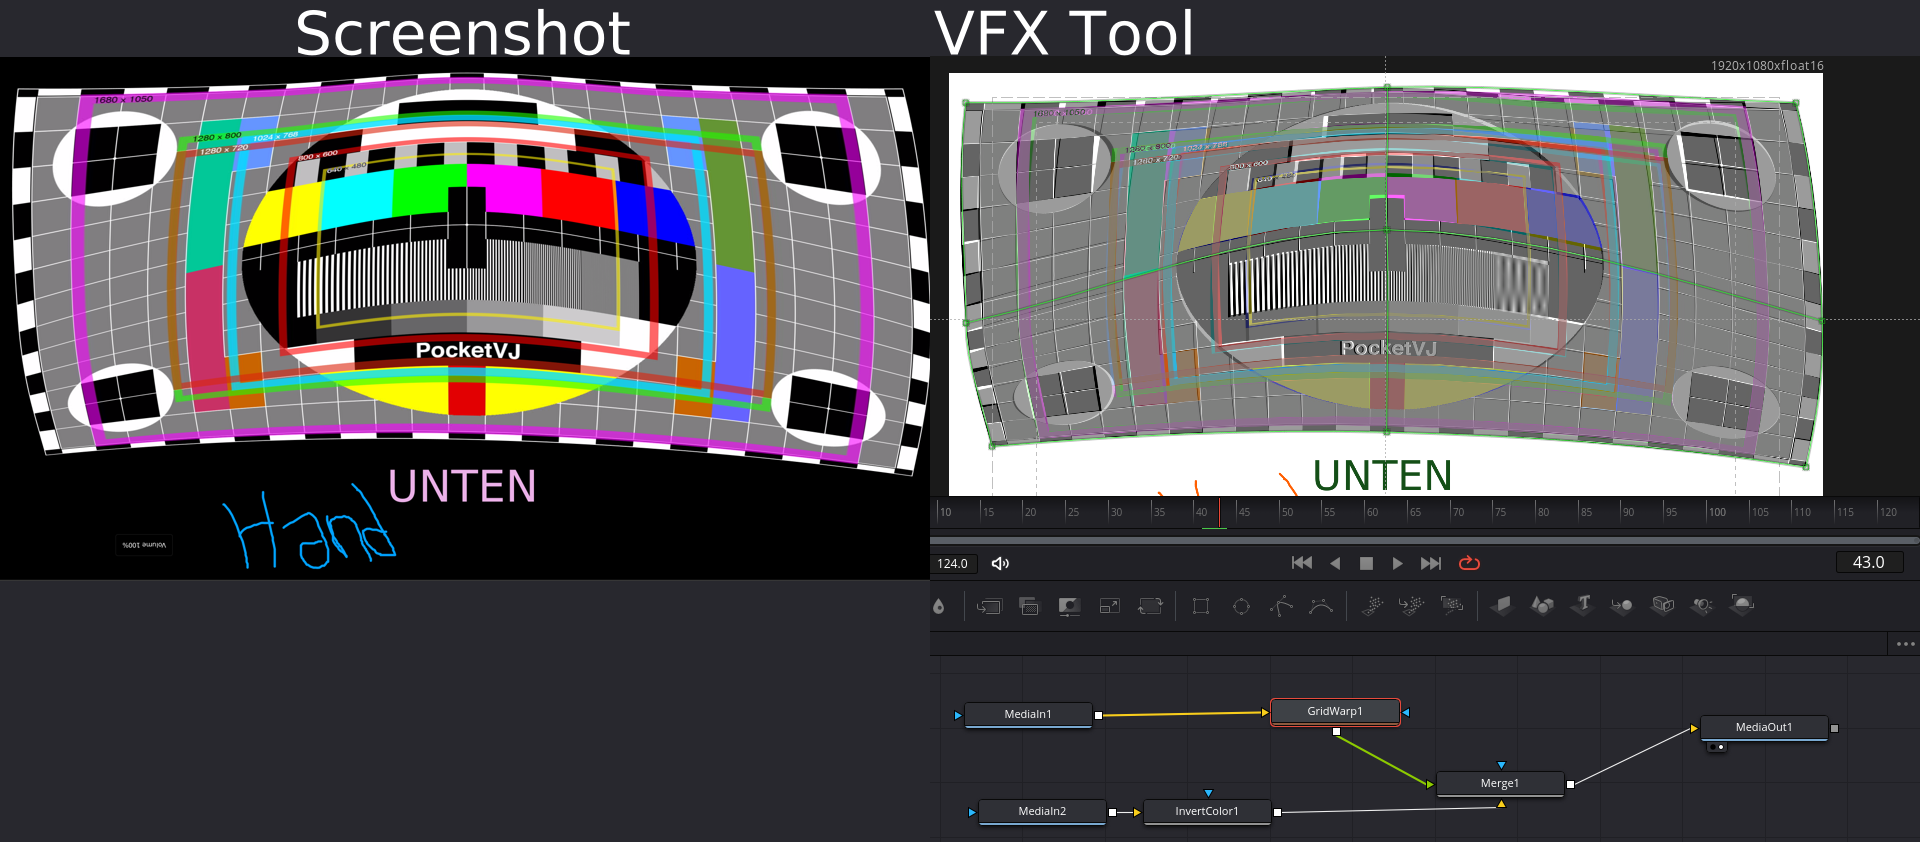 Screenshot
VFX Tool
1920x1080xfloat16
1680 x 1050
1280 x 800
1024 x 768
1280 x 720
800 x 600
PocketVJ
UNTEN
Hand
Volume 100%
1680 x 1050
1280 x 800
1024 x 768
1280 x 720
800 x 600
PocketVJ
UNTEN
10 15 20 25 30 35 40 45 50 55 60 65 70 75 80 85 90 95 100 105 110 115 120
124.0
43.0
MediaIn1
GridWarp1
MediaOut1
Merge1
MediaIn2
InvertColor1